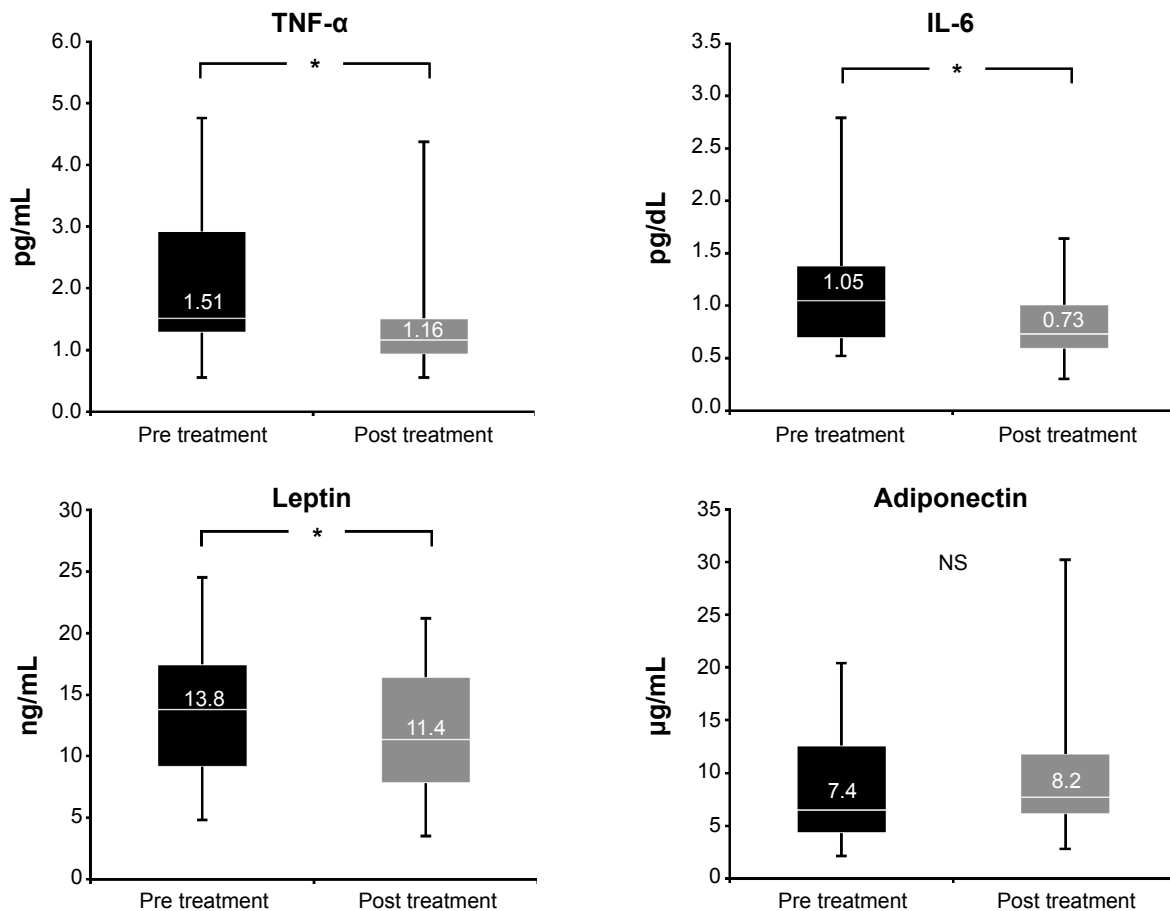 TNF-α
6.0
5.0
4.0
3.0
2.0
1.0
0.0
pg/mL
*
1.51
1.16
Pre treatment
Post treatment
IL-6
3.5
3.0
2.5
2.0
1.5
1.0
0.5
0.0
pg/dL
*
1.05
0.73
Pre treatment
Post treatment
Leptin
30
25
20
15
10
5
0
ng/mL
*
13.8
11.4
Pre treatment
Post treatment
Adiponectin
35
30
25
20
15
10
5
0
µg/mL
NS
7.4
8.2
Pre treatment
Post treatment